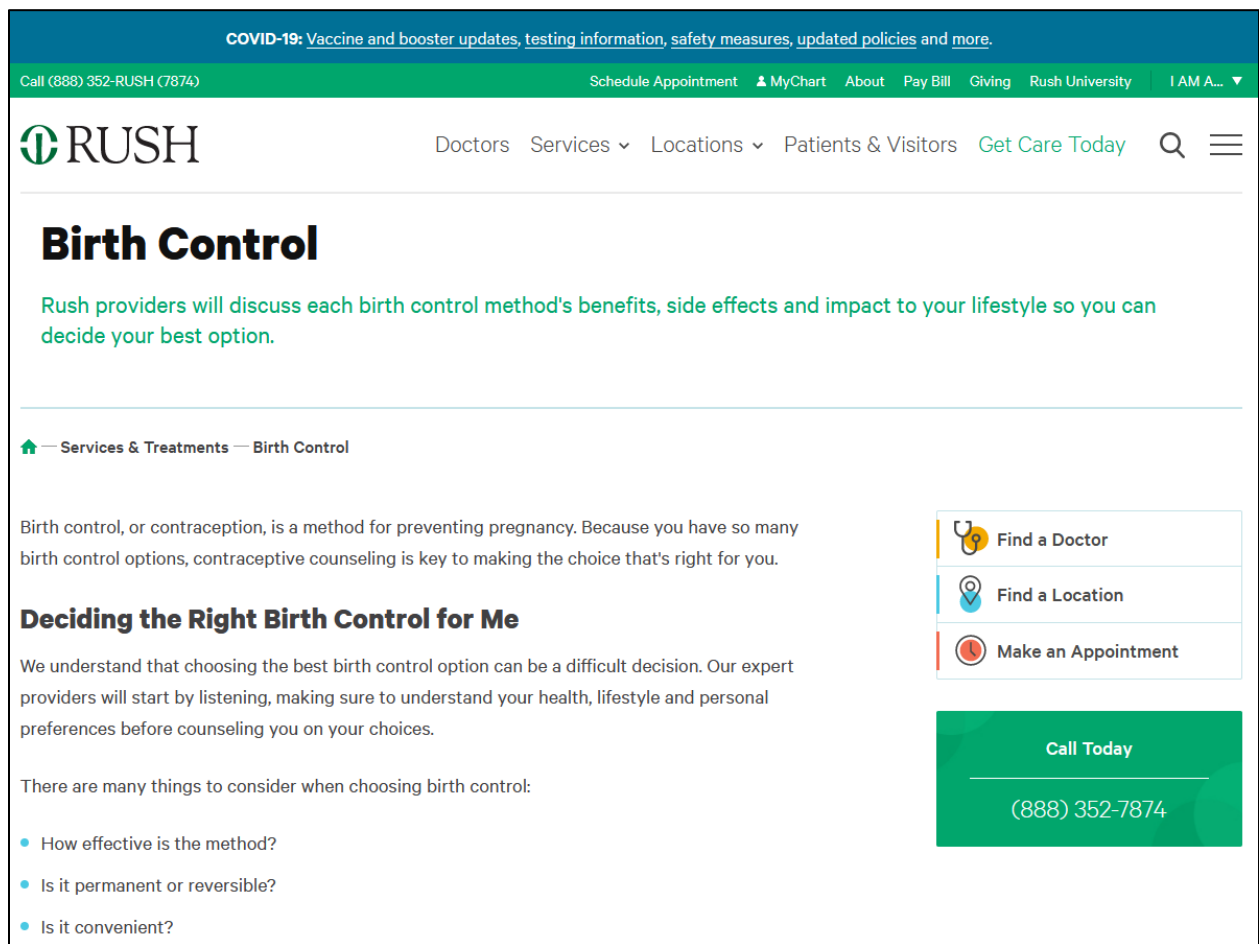 COVID-19: Vaccine and booster updates, testing information, safety measures, updated policies and more.
Call (888) 352-RUSH (7874) Schedule Appointment MyChart About Pay Bill Giving Rush University I AM A... ▼
RUSH Doctors Services Locations Patients & Visitors Get Care Today
Birth Control
Rush providers will discuss each birth control method's benefits, side effects and impact to your lifestyle so you can
decide your best option.
— Services & Treatments — Birth Control
Birth control, or contraception, is a method for preventing pregnancy. Because you have so many
birth control options, contraceptive counseling is key to making the choice that's right for you.
Deciding the Right Birth Control for Me
We understand that choosing the best birth control option can be a difficult decision. Our expert
providers will start by listening, making sure to understand your health, lifestyle and personal
preferences before counseling you on your choices.
There are many things to consider when choosing birth control:
• How effective is the method?
• Is it permanent or reversible?
• Is it convenient?
Find a Doctor
Find a Location
Make an Appointment
Call Today
(888) 352-7874